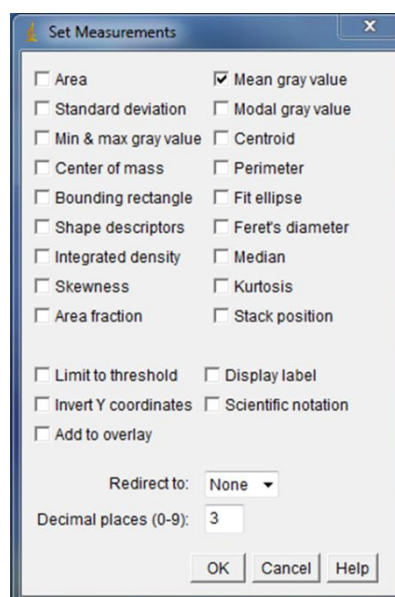 Set Measurements
Area Mean gray value
Standard deviation Modal gray value
Min & max gray value Centroid
Center of mass Perimeter
Bounding rectangle Fit ellipse
Shape descriptors Feret's diameter
Integrated density Median
Skewness Kurtosis
Area fraction Stack position
Limit to threshold Display label
Invert Y coordinates Scientific notation
Add to overlay
Redirect to: None
Decimal places (0-9): 3
OK Cancel Help